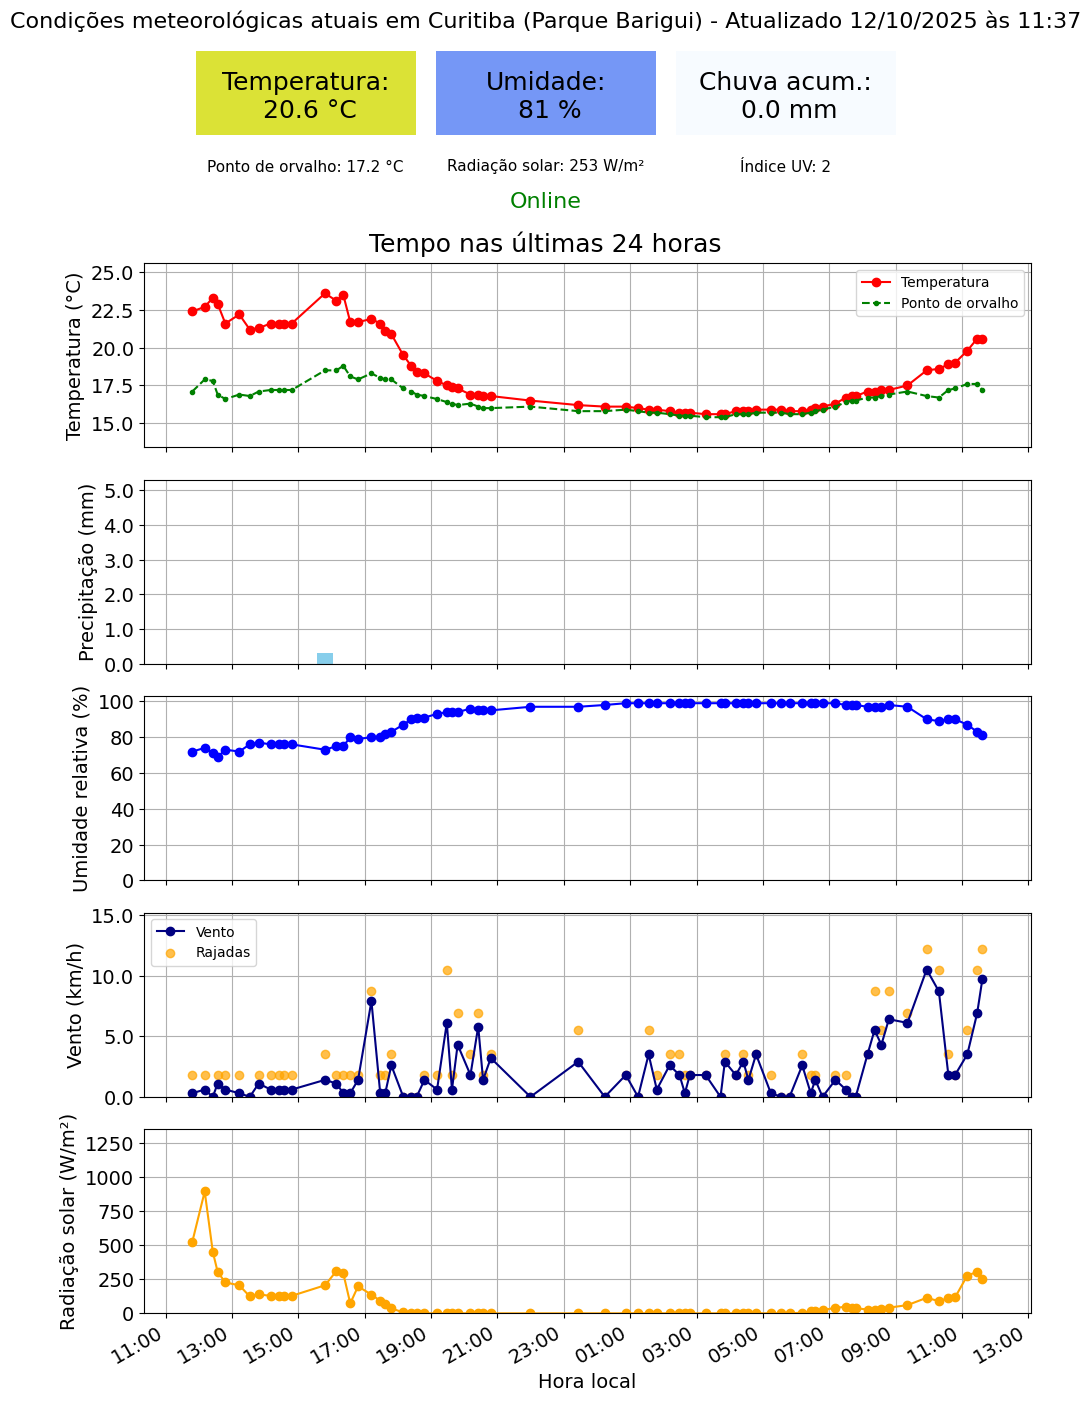 Condições meteorológicas atuais em Curitiba (Parque Barigui) - Atualizado 12/10/2025 às 11:37
Temperatura:
20.6 °C
Umidade:
81 %
Chuva acum.:
0.0 mm
Ponto de orvalho: 17.2 °C
Radiação solar: 253 W/m²
Índice UV: 2
Online
Tempo nas últimas 24 horas
Temperatura (°C)
25.0
22.5
20.0
17.5
15.0
Temperatura
Ponto de orvalho
Precipitação (mm)
5.0
4.0
3.0
2.0
1.0
0.0
Umidade relativa (%)
100
80
60
40
20
0
Vento (km/h)
15.0
10.0
5.0
0.0
Vento
Rajadas
Radiação solar (W/m²)
1250
1000
750
500
250
0
11:00
13:00
15:00
17:00
19:00
21:00
23:00
01:00
03:00
05:00
07:00
09:00
11:00
13:00
Hora local